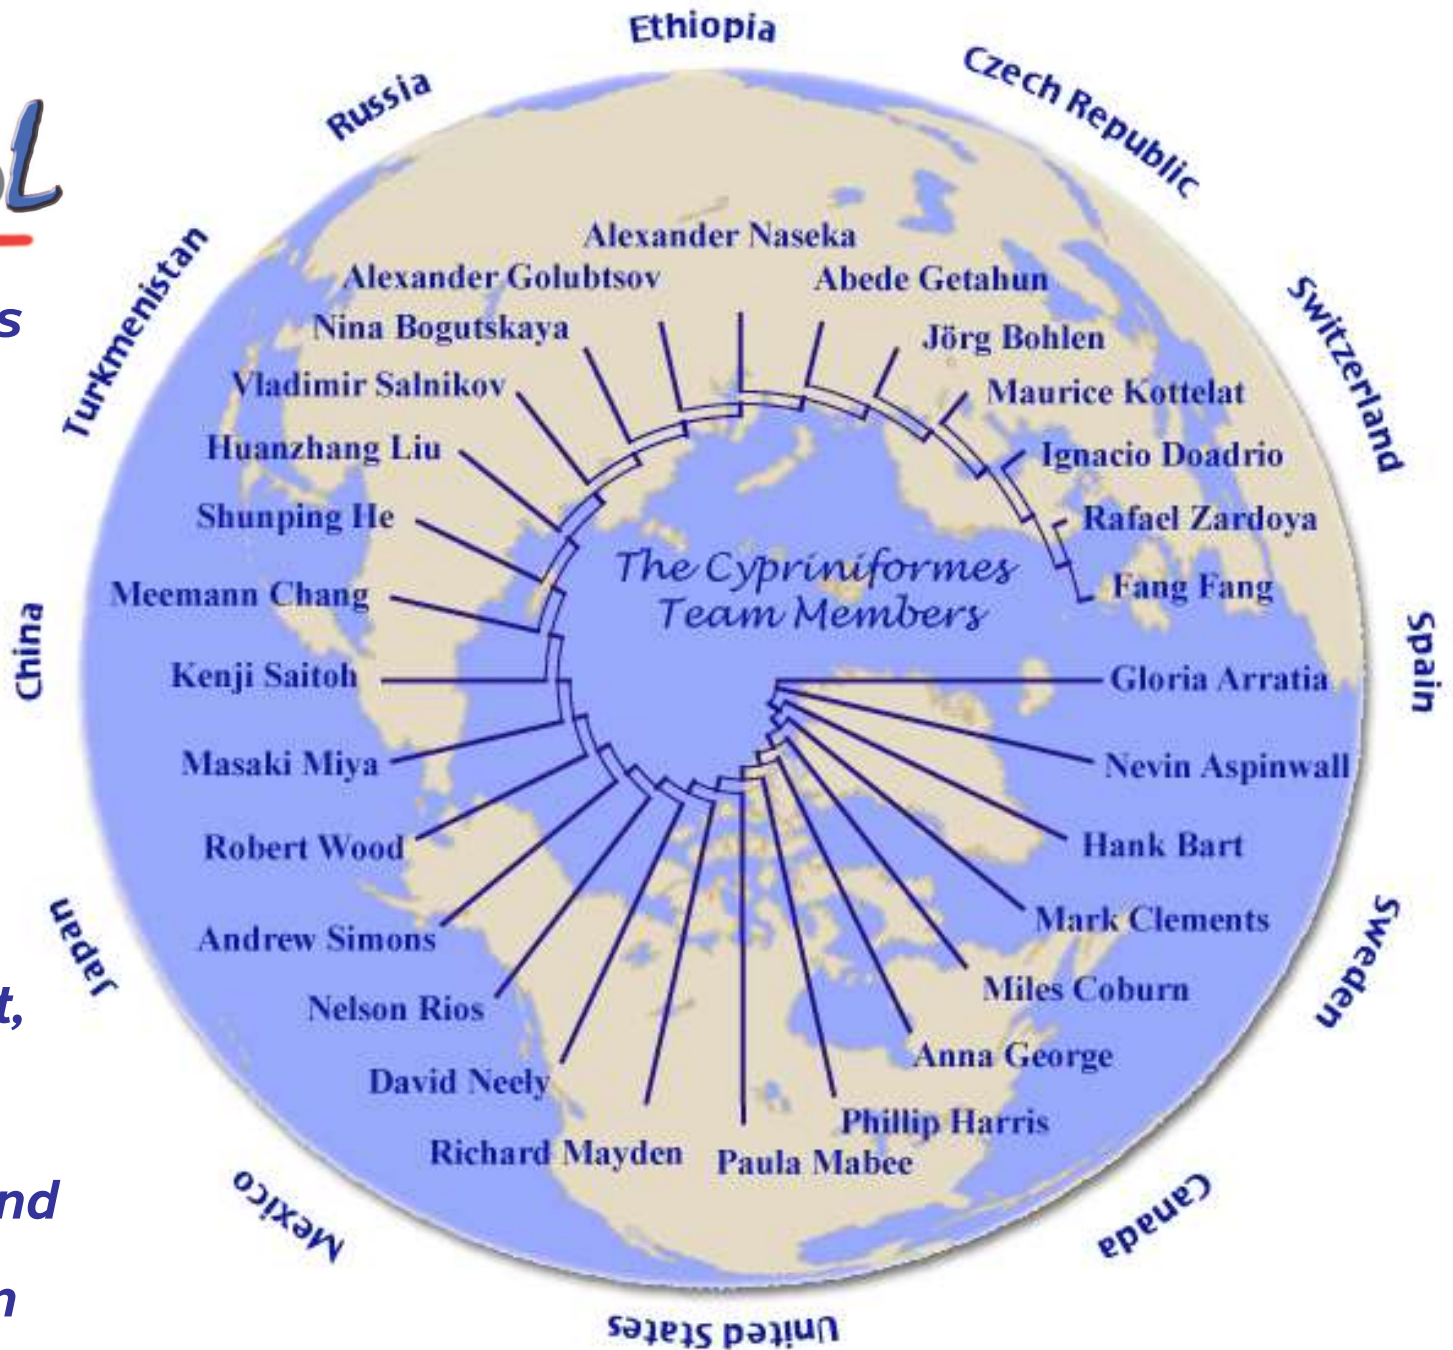 Ethiopia
Czech Republic
Russia
L
Turkmenistan
Switzerland
s
Alexander Naseka
Alexander Golubtsov
Abede Getahun
Nina Bogutskaya
Jörg Bohlen
Vladimir Salnikov
Maurice Kottelat
Huanzhang Liu
Ignacio Doadrio
Shunping He
Rafael Zardoya
The Cypriniformes
Team Members
Meemann Chang
Fang Fang
China
Spain
Kenji Saitoh
Gloria Arratia
Masaki Miya
Nevin Aspinwall
Robert Wood
Hank Bart
Japan
Sweden
Andrew Simons
Mark Clements
t,
Nelson Rios
Miles Coburn
David Neely
Anna George
Richard Mayden
Paula Mabee
Phillip Harris
nd
Mexico
Canada
n
United States